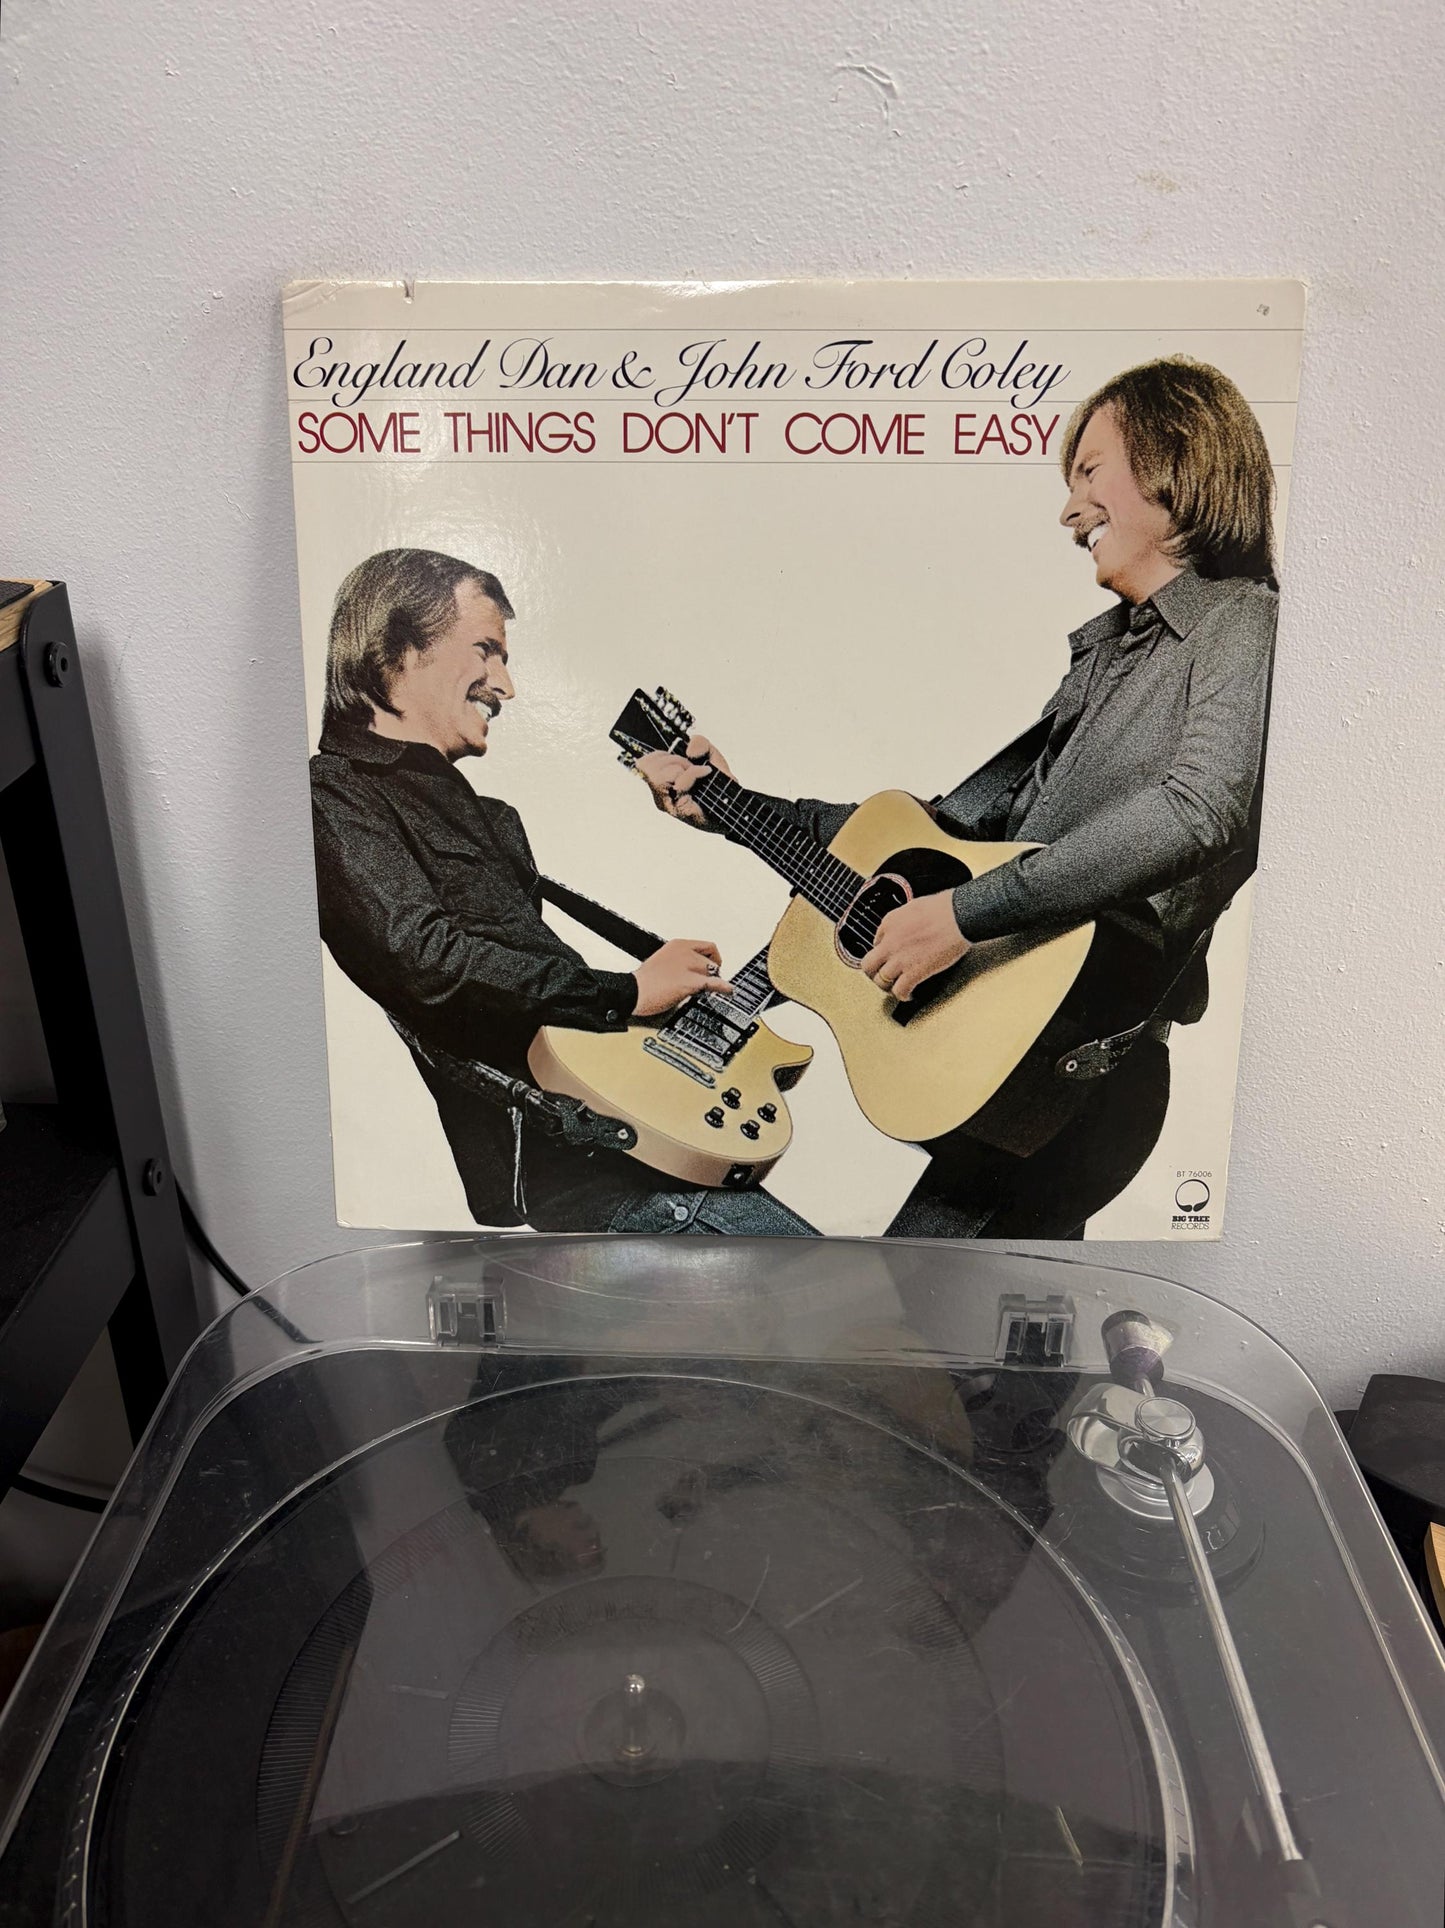 England Dan & John Ford Coley
SOME THINGS DON'T COME EASY
BT 76006
BIG TREE
RECORDS